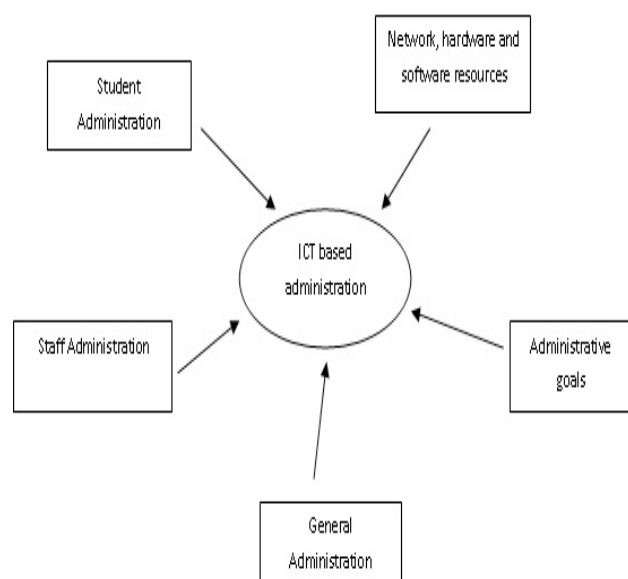 Student
Administration
Network, hardware and
software resources
ICT based
administration
Staff Administration
Administrative
goals
General
Administration